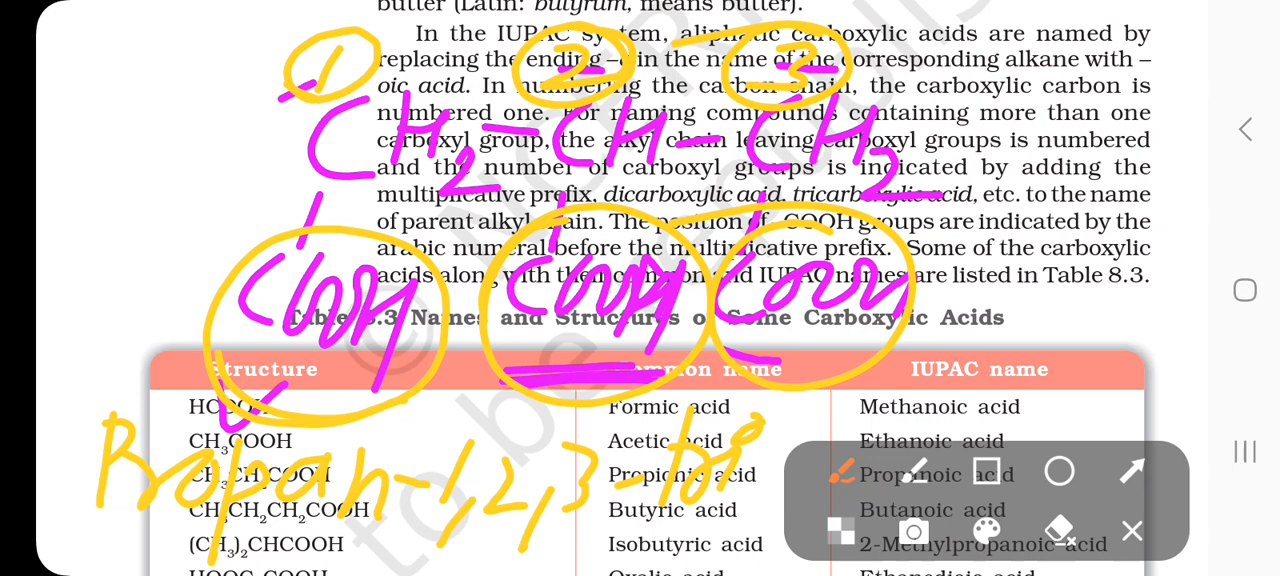 butter (Latin: butyrum, means butter).
In the IUPAC system, aliphatic carboxylic acids are named by
replacing the ending –e in the name of the corresponding alkane with –
oic acid. In numbering the carbon chain, the carboxylic carbon is
numbered one. For naming compounds containing more than one
carboxyl group, the alkyl chain leaving carboxyl groups is numbered
and the number of carboxyl groups is indicated by adding the
multiplicative prefix, dicarboxylic acid, tricarboxylic acid, etc. to the name
of parent alkyl chain. The position of –COOH groups are indicated by the
arabic numeral before the multiplicative prefix. Some of the carboxylic
acids along with their common and IUPAC names are listed in Table 8.3.
1 2 3
CH2-CH-CH2
COOH COOH COOH
Table 8.3 Names and Structures of Some Carboxylic Acids
Structure Common name IUPAC name
HCOOH Formic acid Methanoic acid
CH3COOH Acetic acid Ethanoic acid
CH3CH2COOH Propionic acid Propanoic acid
CH3CH2CH2COOH Butyric acid Butanoic acid
(CH3)2CHCOOH Isobutyric acid 2-Methylpropanoic acid
HOOC-COOH Oxalic acid Ethanedioic acid
Propan-1,2,3-tri
©
to be